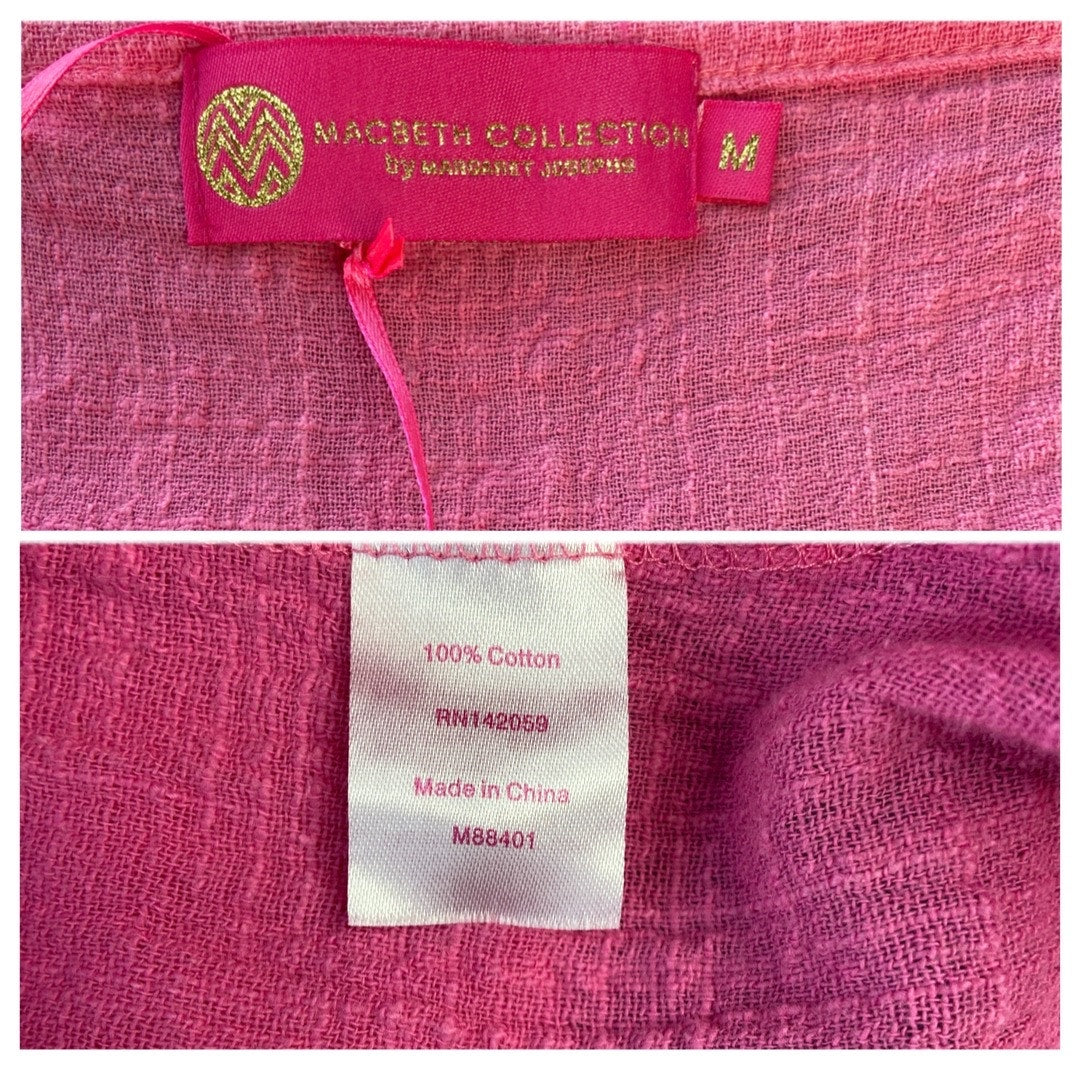 MACBETH COLLECTION
by MARGARET JOSEPHS
M
100% Cotton
RN142059
Made in China
M88401